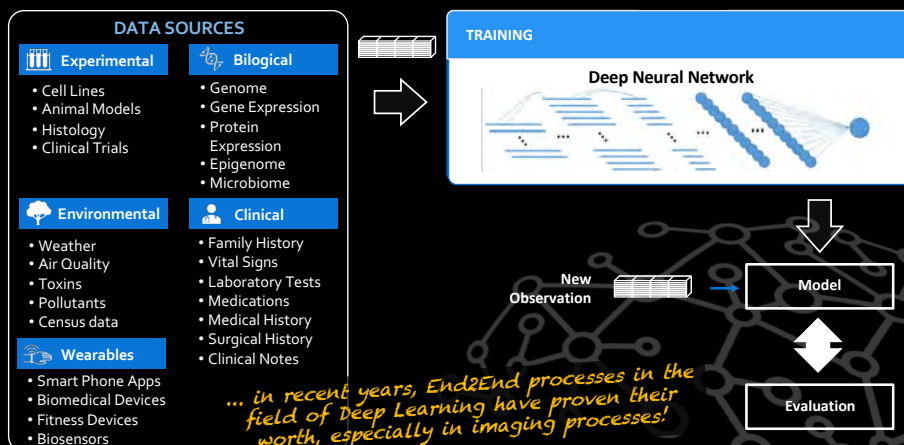 DATA SOURCES
Experimental
• Cell Lines
• Animal Models
• Histology
• Clinical Trials
Bilogical
• Genome
• Gene Expression
• Protein
Expression
• Epigenome
• Microbiome
Environmental
• Weather
• Air Quality
• Toxins
• Pollutants
• Census data
Clinical
• Family History
• Vital Signs
• Laboratory Tests
• Medications
• Medical History
• Surgical History
• Clinical Notes
Wearables
• Smart Phone Apps
• Biomedical Devices
• Fitness Devices
• Biosensors
TRAINING
Deep Neural Network
New
Observation
Model
Evaluation
... in recent years, End2End processes in the
field of Deep Learning have proven their
worth, especially in imaging processes!